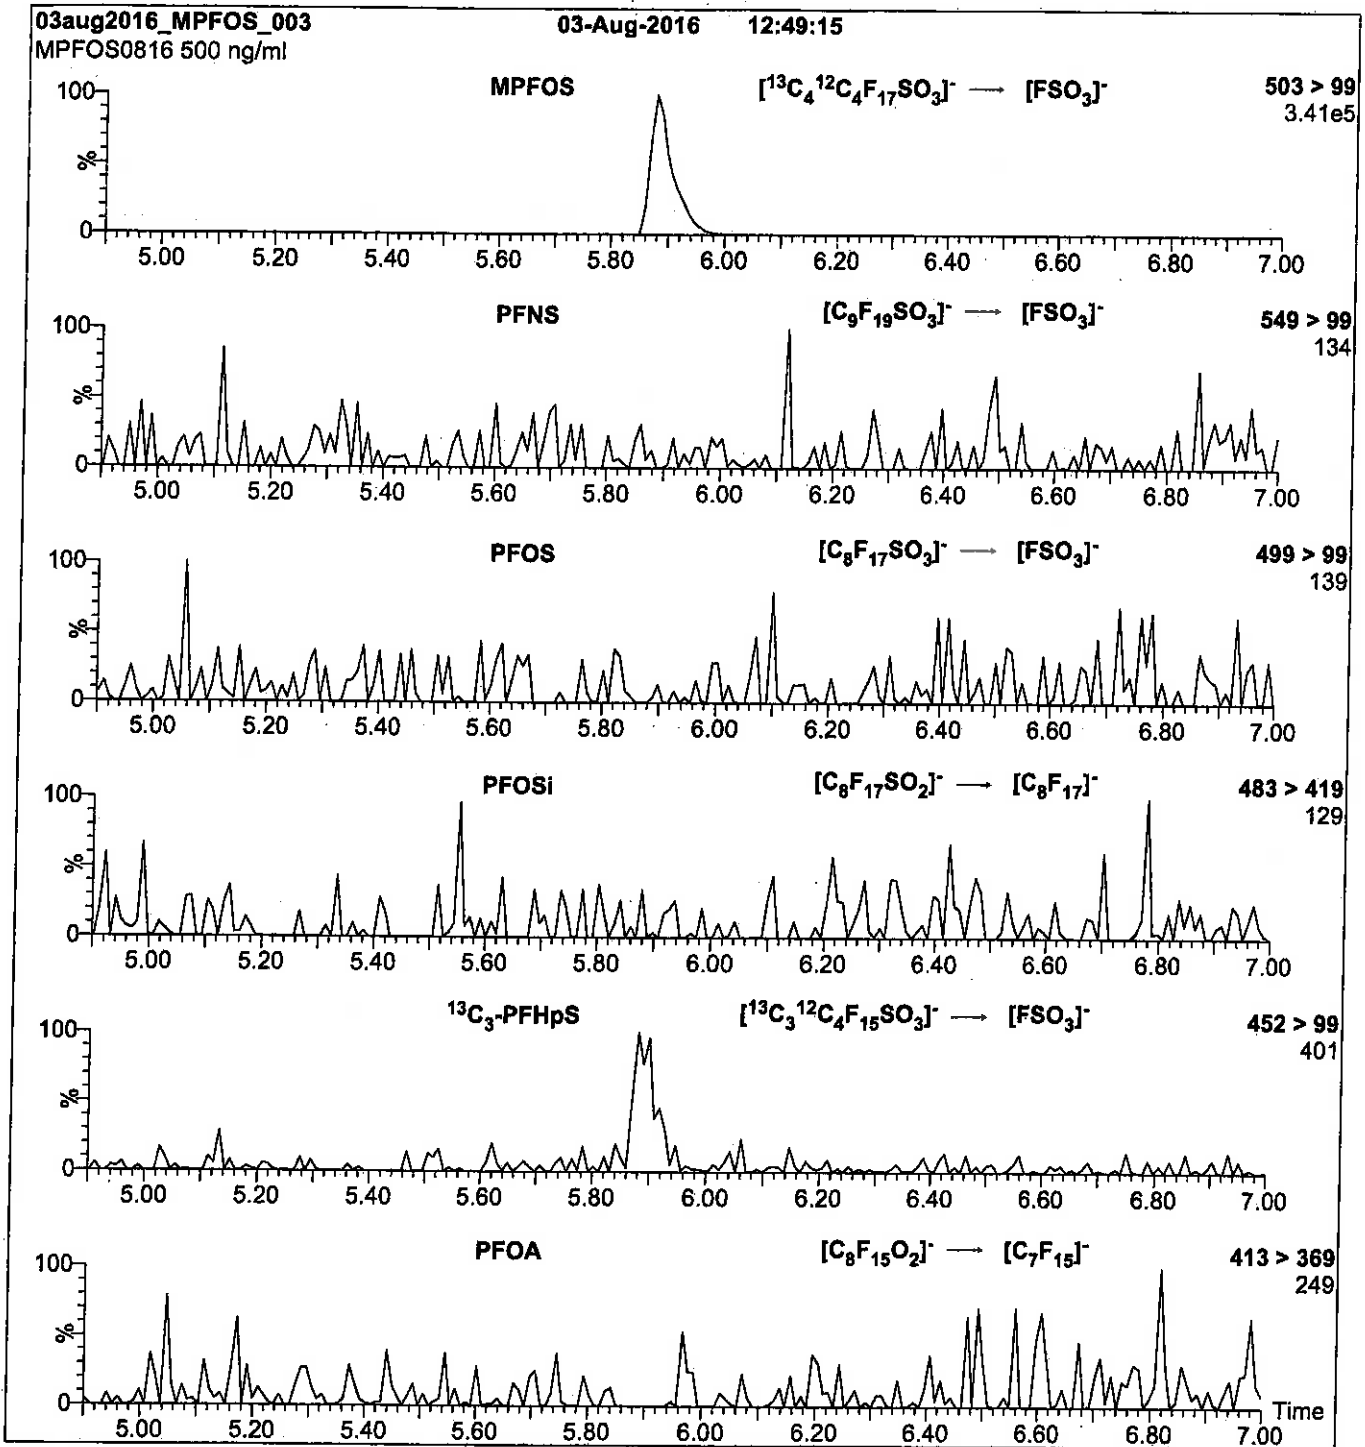 03aug2016_MPFOS_003 03-Aug-2016 12:49:15
MPFOS0816 500 ng/ml
MPFOS [¹³C₄¹²C₄F₁₇SO₃]⁻ → [FSO₃]⁻ 503 > 99
3.41e5
100
%
0
5.00 5.20 5.40 5.60 5.80 6.00 6.20 6.40 6.60 6.80 7.00
PFNS [C₉F₁₉SO₃]⁻ → [FSO₃]⁻ 549 > 99
134
100
%
0
5.00 5.20 5.40 5.60 5.80 6.00 6.20 6.40 6.60 6.80 7.00
PFOS [C₈F₁₇SO₃]⁻ → [FSO₃]⁻ 499 > 99
139
100
%
0
5.00 5.20 5.40 5.60 5.80 6.00 6.20 6.40 6.60 6.80 7.00
PFOSi [C₈F₁₇SO₂]⁻ → [C₈F₁₇]⁻ 483 > 419
129
100
%
0
5.00 5.20 5.40 5.60 5.80 6.00 6.20 6.40 6.60 6.80 7.00
¹³C₃-PFHpS [¹³C₃¹²C₄F₁₅SO₃]⁻ → [FSO₃]⁻ 452 > 99
401
100
%
0
5.00 5.20 5.40 5.60 5.80 6.00 6.20 6.40 6.60 6.80 7.00
PFOA [C₈F₁₅O₂]⁻ → [C₇F₁₅]⁻ 413 > 369
249
100
%
0
Time
5.00 5.20 5.40 5.60 5.80 6.00 6.20 6.40 6.60 6.80 7.00